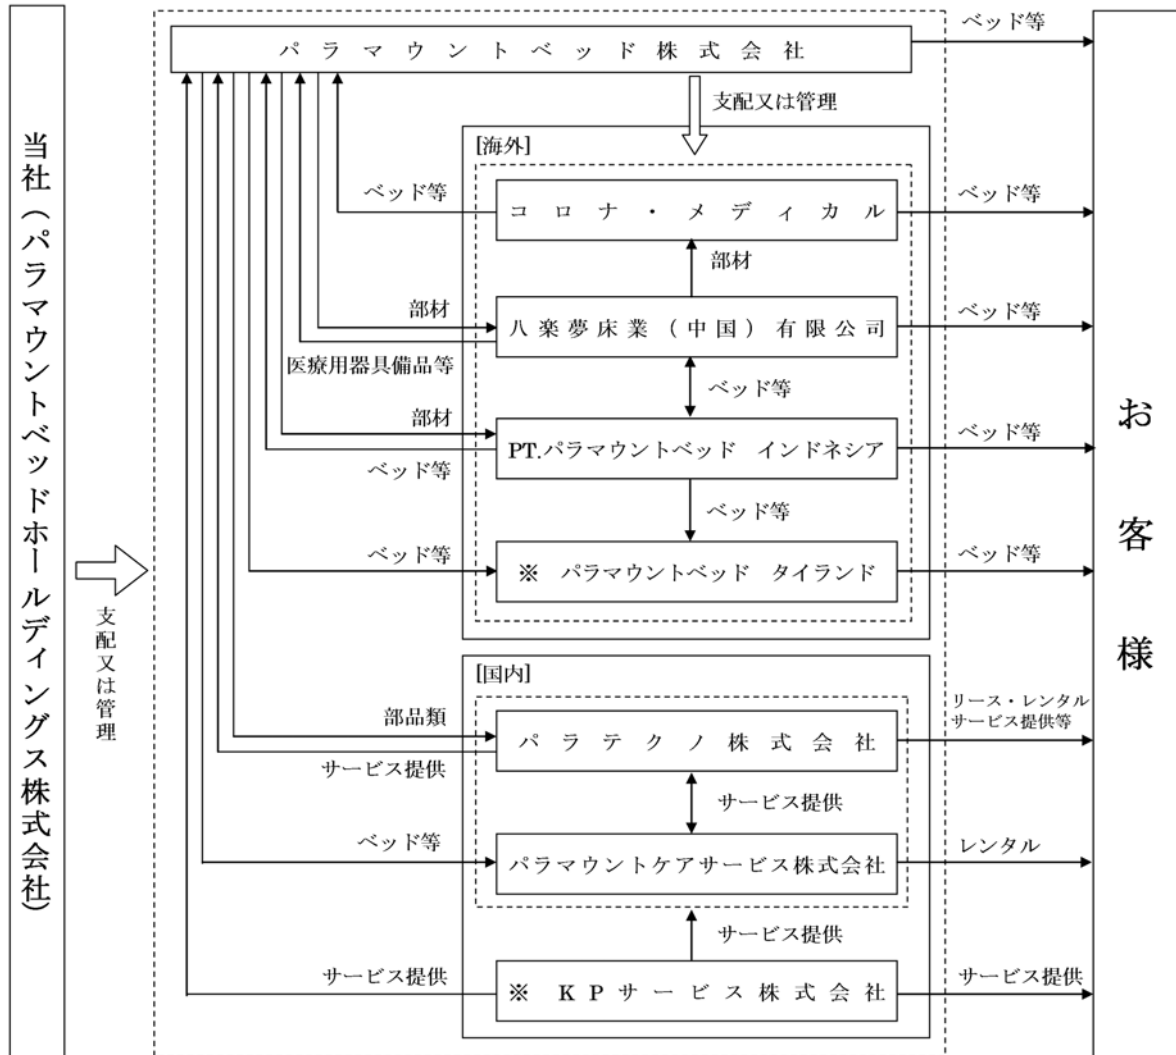 当社（パラマウントベッドホールディングス株式会社）
支配又は管理
パラマウントベッド株式会社
ベッド等
支配又は管理
[海外]
ベッド等
コロナ・メディカル
ベッド等
部材
部材
八楽夢床業（中国）有限公司
ベッド等
医療用器具備品等
ベッド等
部材
PT.パラマウントベッド　インドネシア
ベッド等
ベッド等
ベッド等
ベッド等
※　パラマウントベッド　タイランド
ベッド等
[国内]
部品類
パラテクノ株式会社
リース・レンタル
サービス提供等
サービス提供
サービス提供
ベッド等
パラマウントケアサービス株式会社
レンタル
サービス提供
サービス提供
※　KPサービス株式会社
サービス提供
お客様